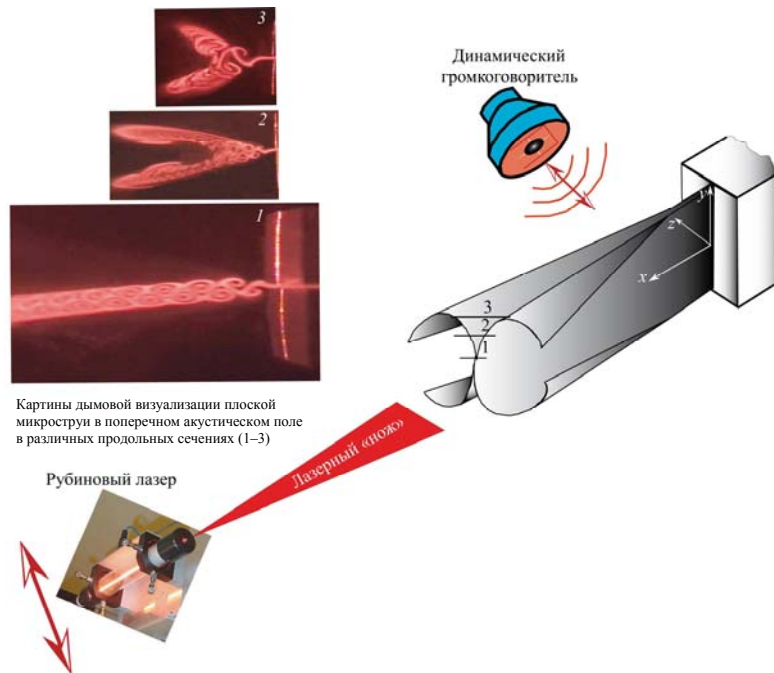 3
2
1
Динамический
громкоговоритель
y
z
x
3
2
1
Картины дымовой визуализации плоской
микроструи в поперечном акустическом поле
в различных продольных сечениях (1–3)
Лазерный «нож»
Рубиновый лазер